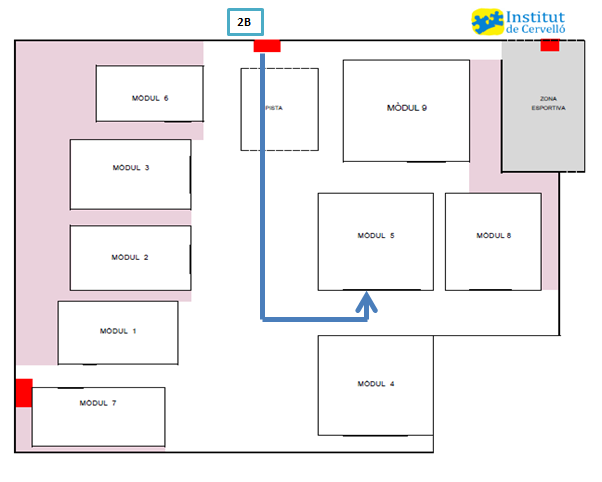 2B
Institut
de Cervelló
MÒDUL 6
PISTA
MÒDUL 9
ZONA
ESPORTIVA
MÒDUL 3
MÒDUL 2
MÒDUL 5
MÒDUL 8
MÒDUL 1
MÒDUL 4
MÒDUL 7